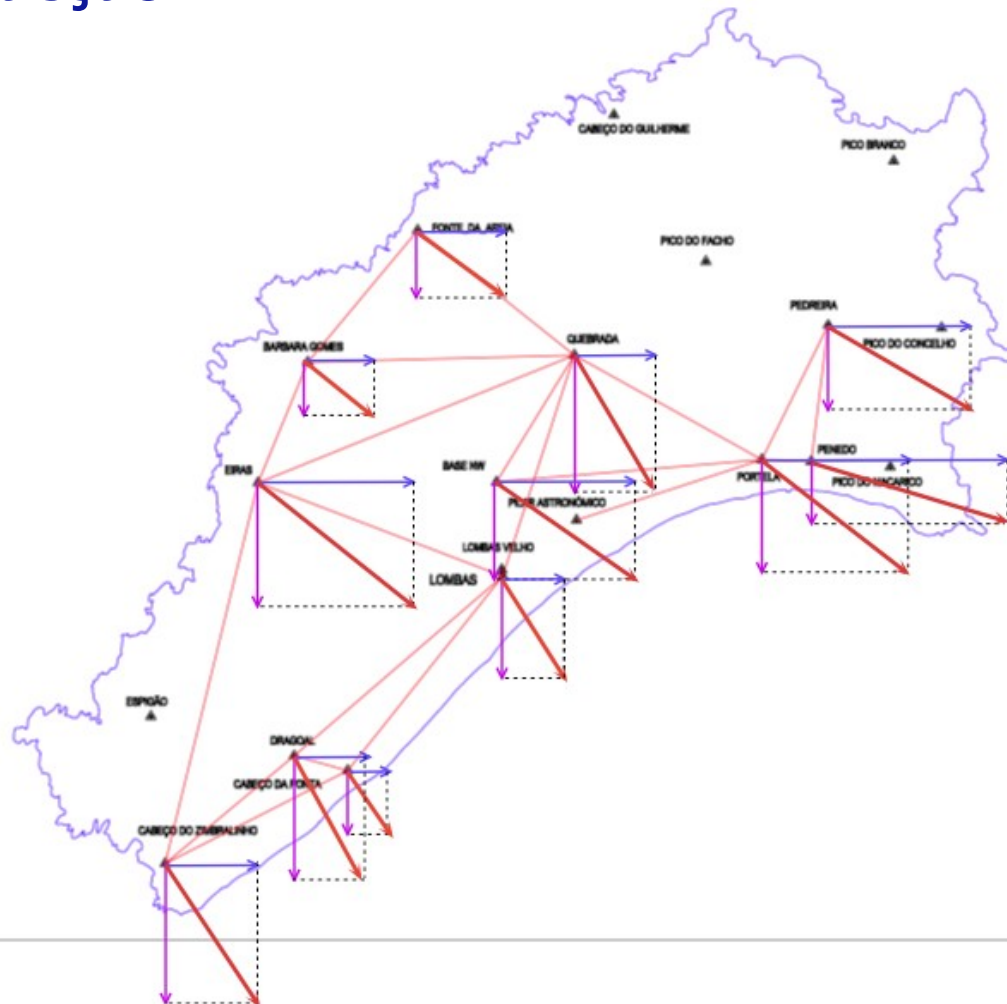 CABEÇO DO GUILHERME
PICO BRANCO
FONTE DA AREIA
PICO DO FACHO
PEDREIRA
PICO DO CONCELHO
BARBARA GOMES
QUEBRADA
EIRAS
BASE NW
PENEDO
PORTELA
PICO DO MACARICO
PILAR ASTRONÓMICO
LOMBAS VELHO
LOMBAS
ESPIGÃO
DRAGOAL
CABEÇO DA PONTA
CABEÇO DO ZIMBRALINHO